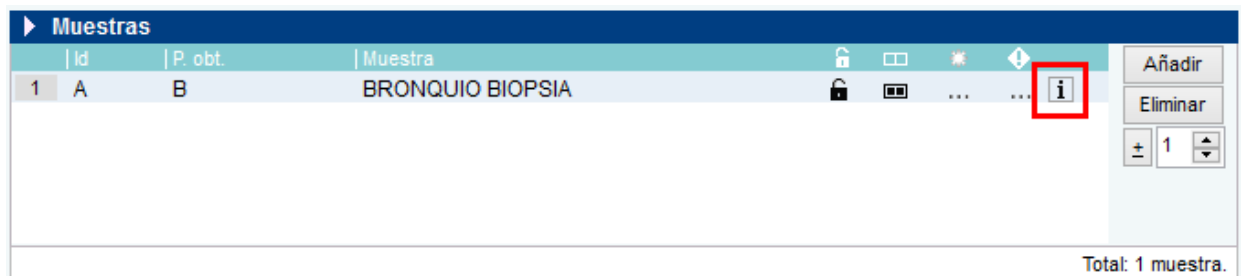 Muestras
Id P. obt. Muestra
Añadir
1 A B BRONQUIO BIOPSIA ... ... i
Eliminar
± 1
Total: 1 muestra.